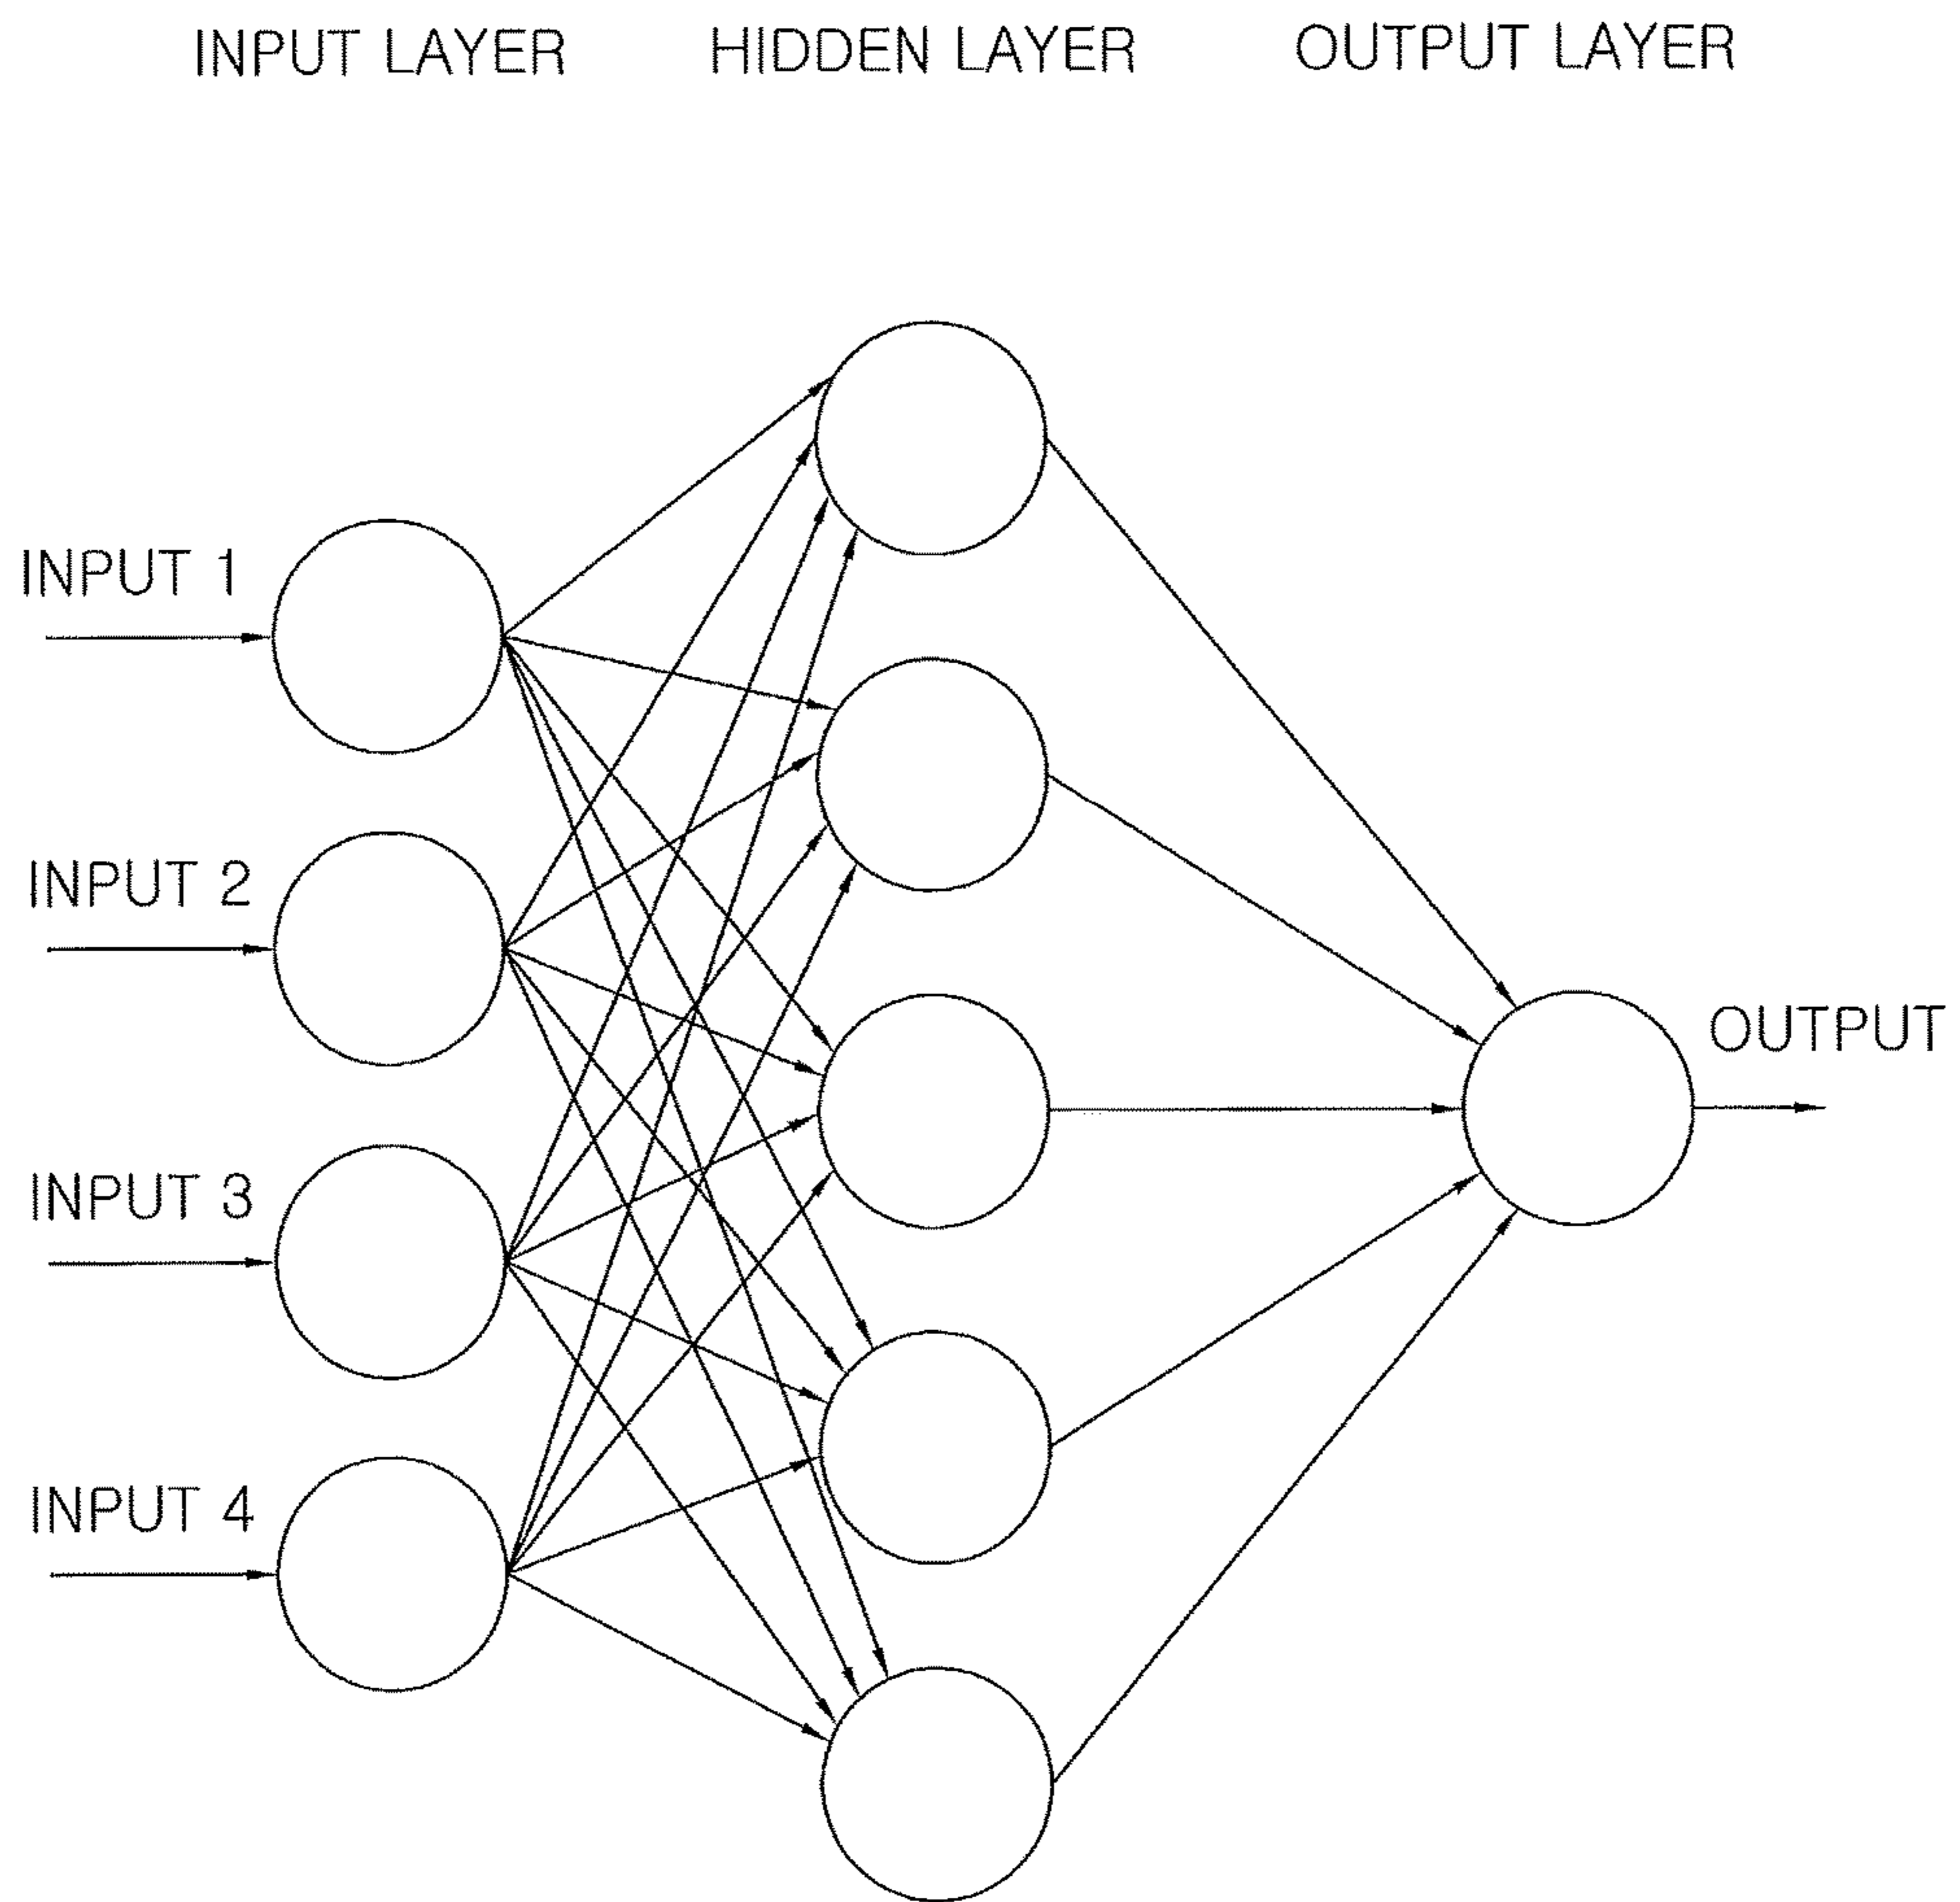 INPUT LAYER HIDDEN LAYER OUTPUT LAYER
INPUT 1
INPUT 2
OUTPUT
INPUT 3
INPUT 4